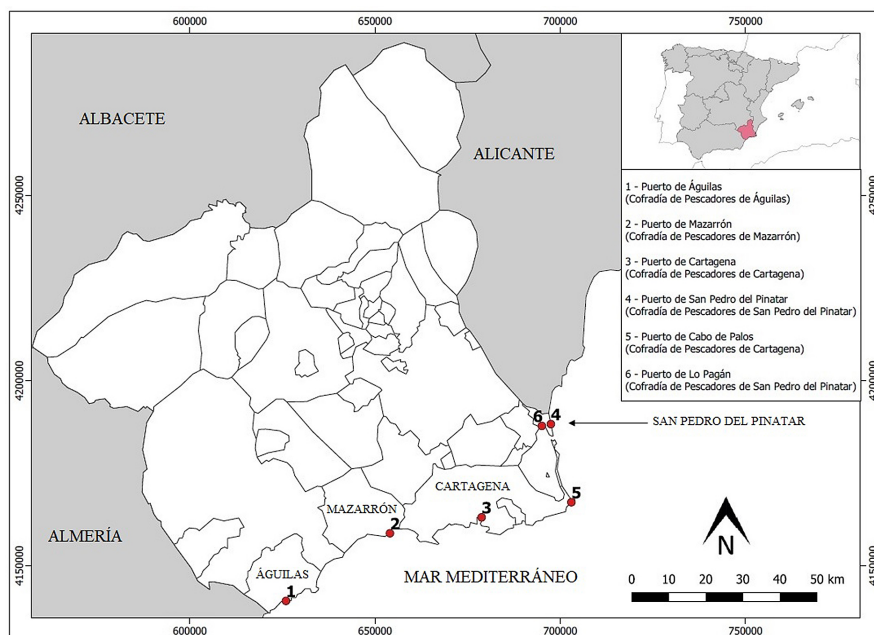 600000 650000 700000 750000
ALBACETE
ALICANTE
4250000
4250000
1 - Puerto de Águilas
(Cofradía de Pescadores de Águilas)
2 - Puerto de Mazarrón
(Cofradía de Pescadores de Mazarrón)
3 - Puerto de Cartagena
(Cofradía de Pescadores de Cartagena)
4 - Puerto de San Pedro del Pinatar
(Cofradía de Pescadores de San Pedro del Pinatar)
5 - Puerto de Cabo de Palos
(Cofradía de Pescadores de Cartagena)
6 - Puerto de Lo Pagán
(Cofradía de Pescadores de San Pedro del Pinatar)
4200000
4200000
6 4
SAN PEDRO DEL PINATAR
CARTAGENA
5
MAZARRÓN
3
2
ALMERÍA
N
4150000
4150000
ÁGUILAS
MAR MEDITERRÁNEO
1
0 10 20 30 40 50 km
600000 650000 700000 750000